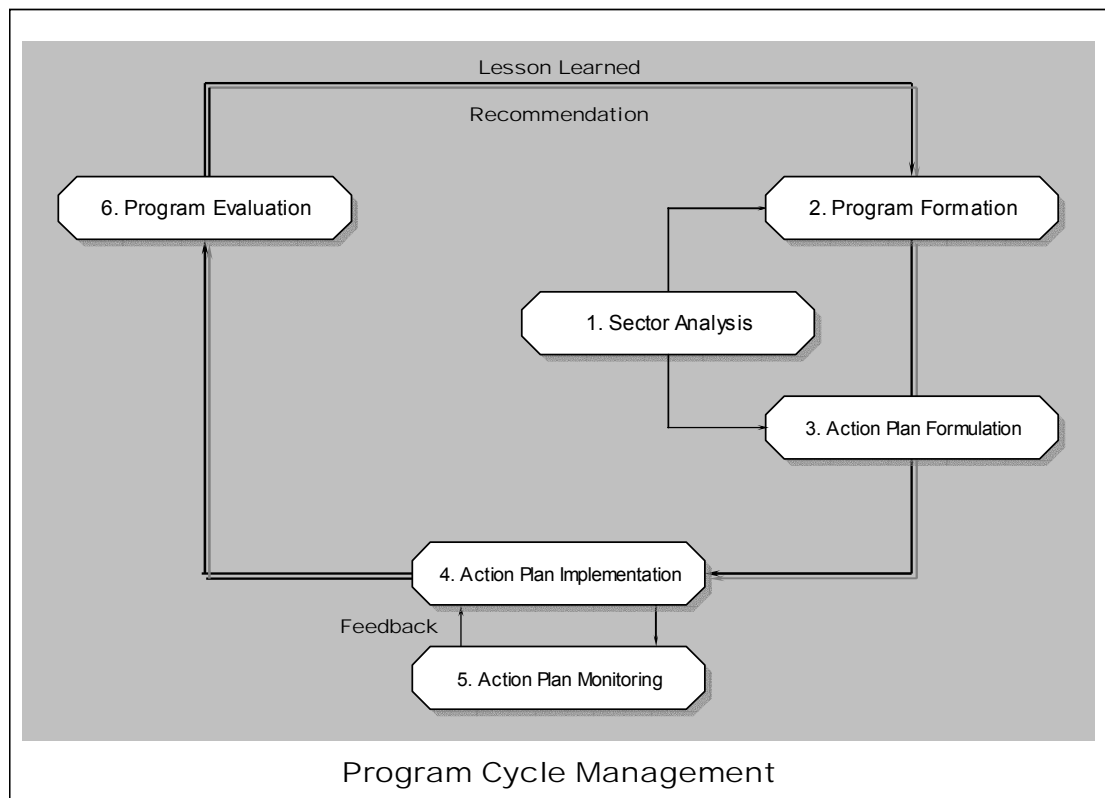 Lesson Learned
Recommendation
6. Program Evaluation
2. Program Formation
1. Sector Analysis
3. Action Plan Formulation
4. Action Plan Implementation
Feedback
5. Action Plan Monitoring
Program Cycle Management